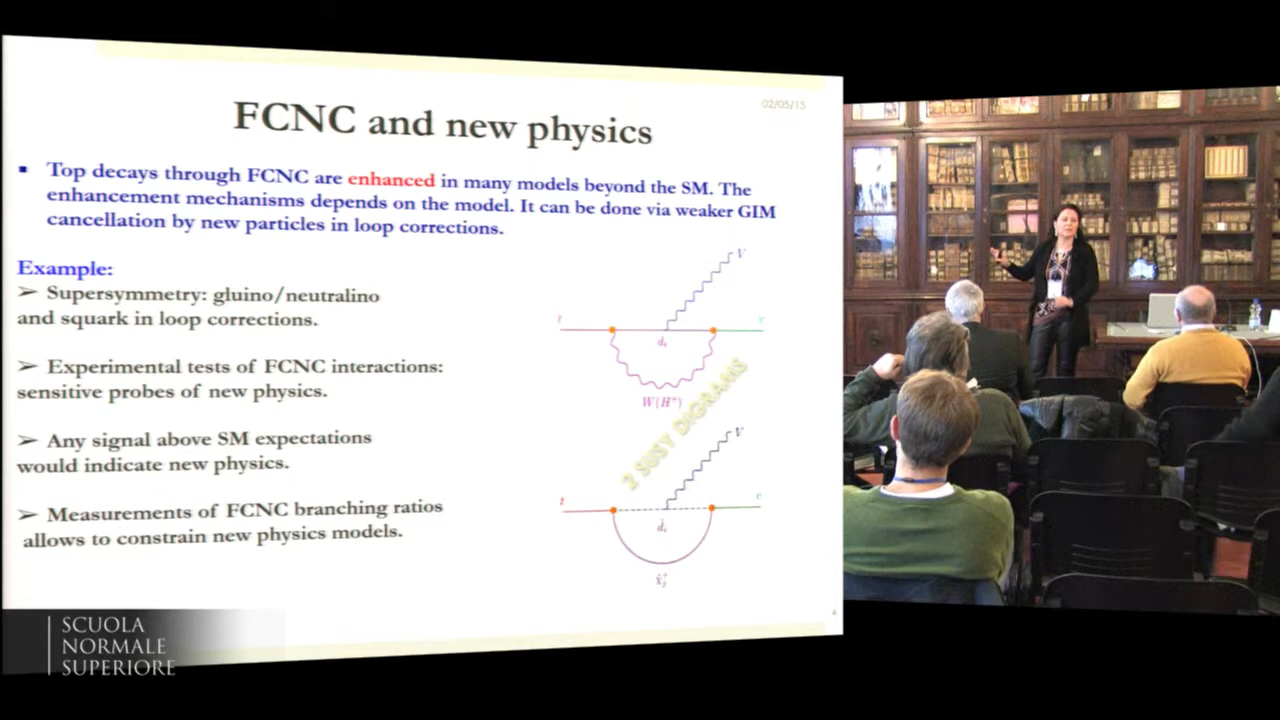 02/05/15
FCNC and new physics
Top decays through FCNC are enhanced in many models beyond the SM. The
enhancement mechanisms depends on the model. It can be done via weaker GIM
cancellation by new particles in loop corrections.
Example:
➢ Supersymmetry: gluino/neutralino
and squark in loop corrections.
➢ Experimental tests of FCNC interactions:
sensitive probes of new physics.
➢ Any signal above SM expectations
would indicate new physics.
➢ Measurements of FCNC branching ratios
allows to constrain new physics models.
V
t
c
W(H⁺)
V
t
c
SCUOLA
NORMALE
SUPERIORE